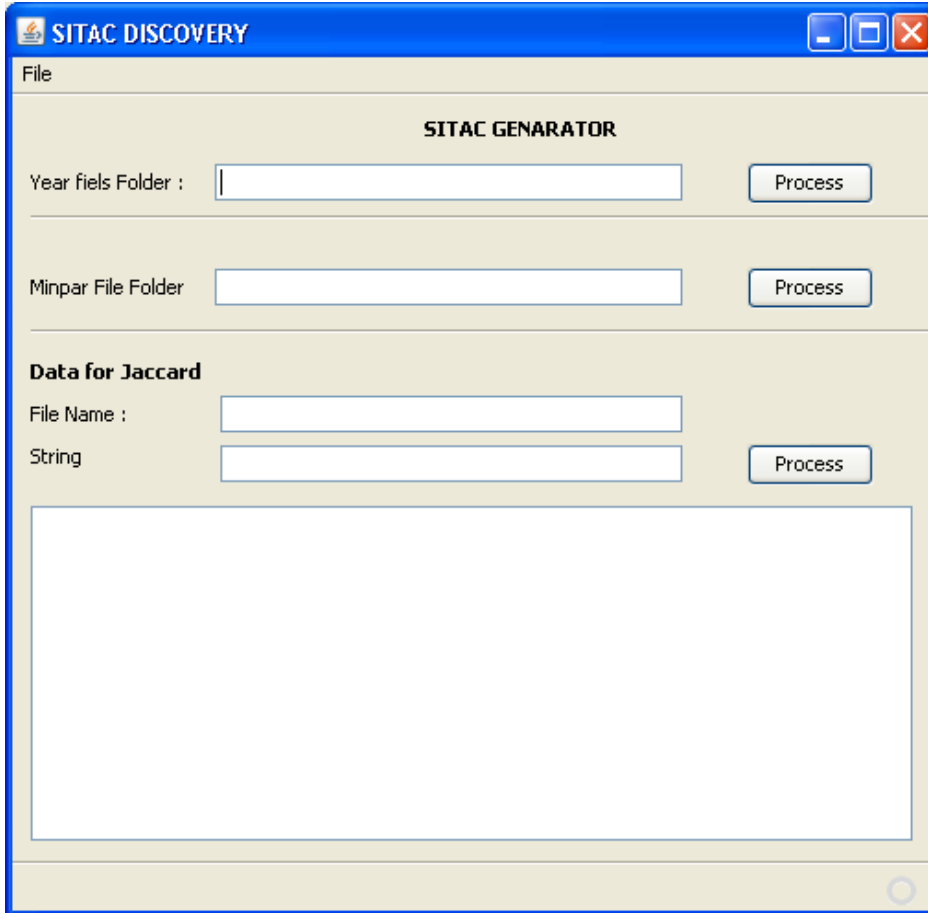 SITAC DISCOVERY
File
SITAC GENARATOR
Year fiels Folder : Process
Minpar File Folder Process
Data for Jaccard
File Name :
String Process